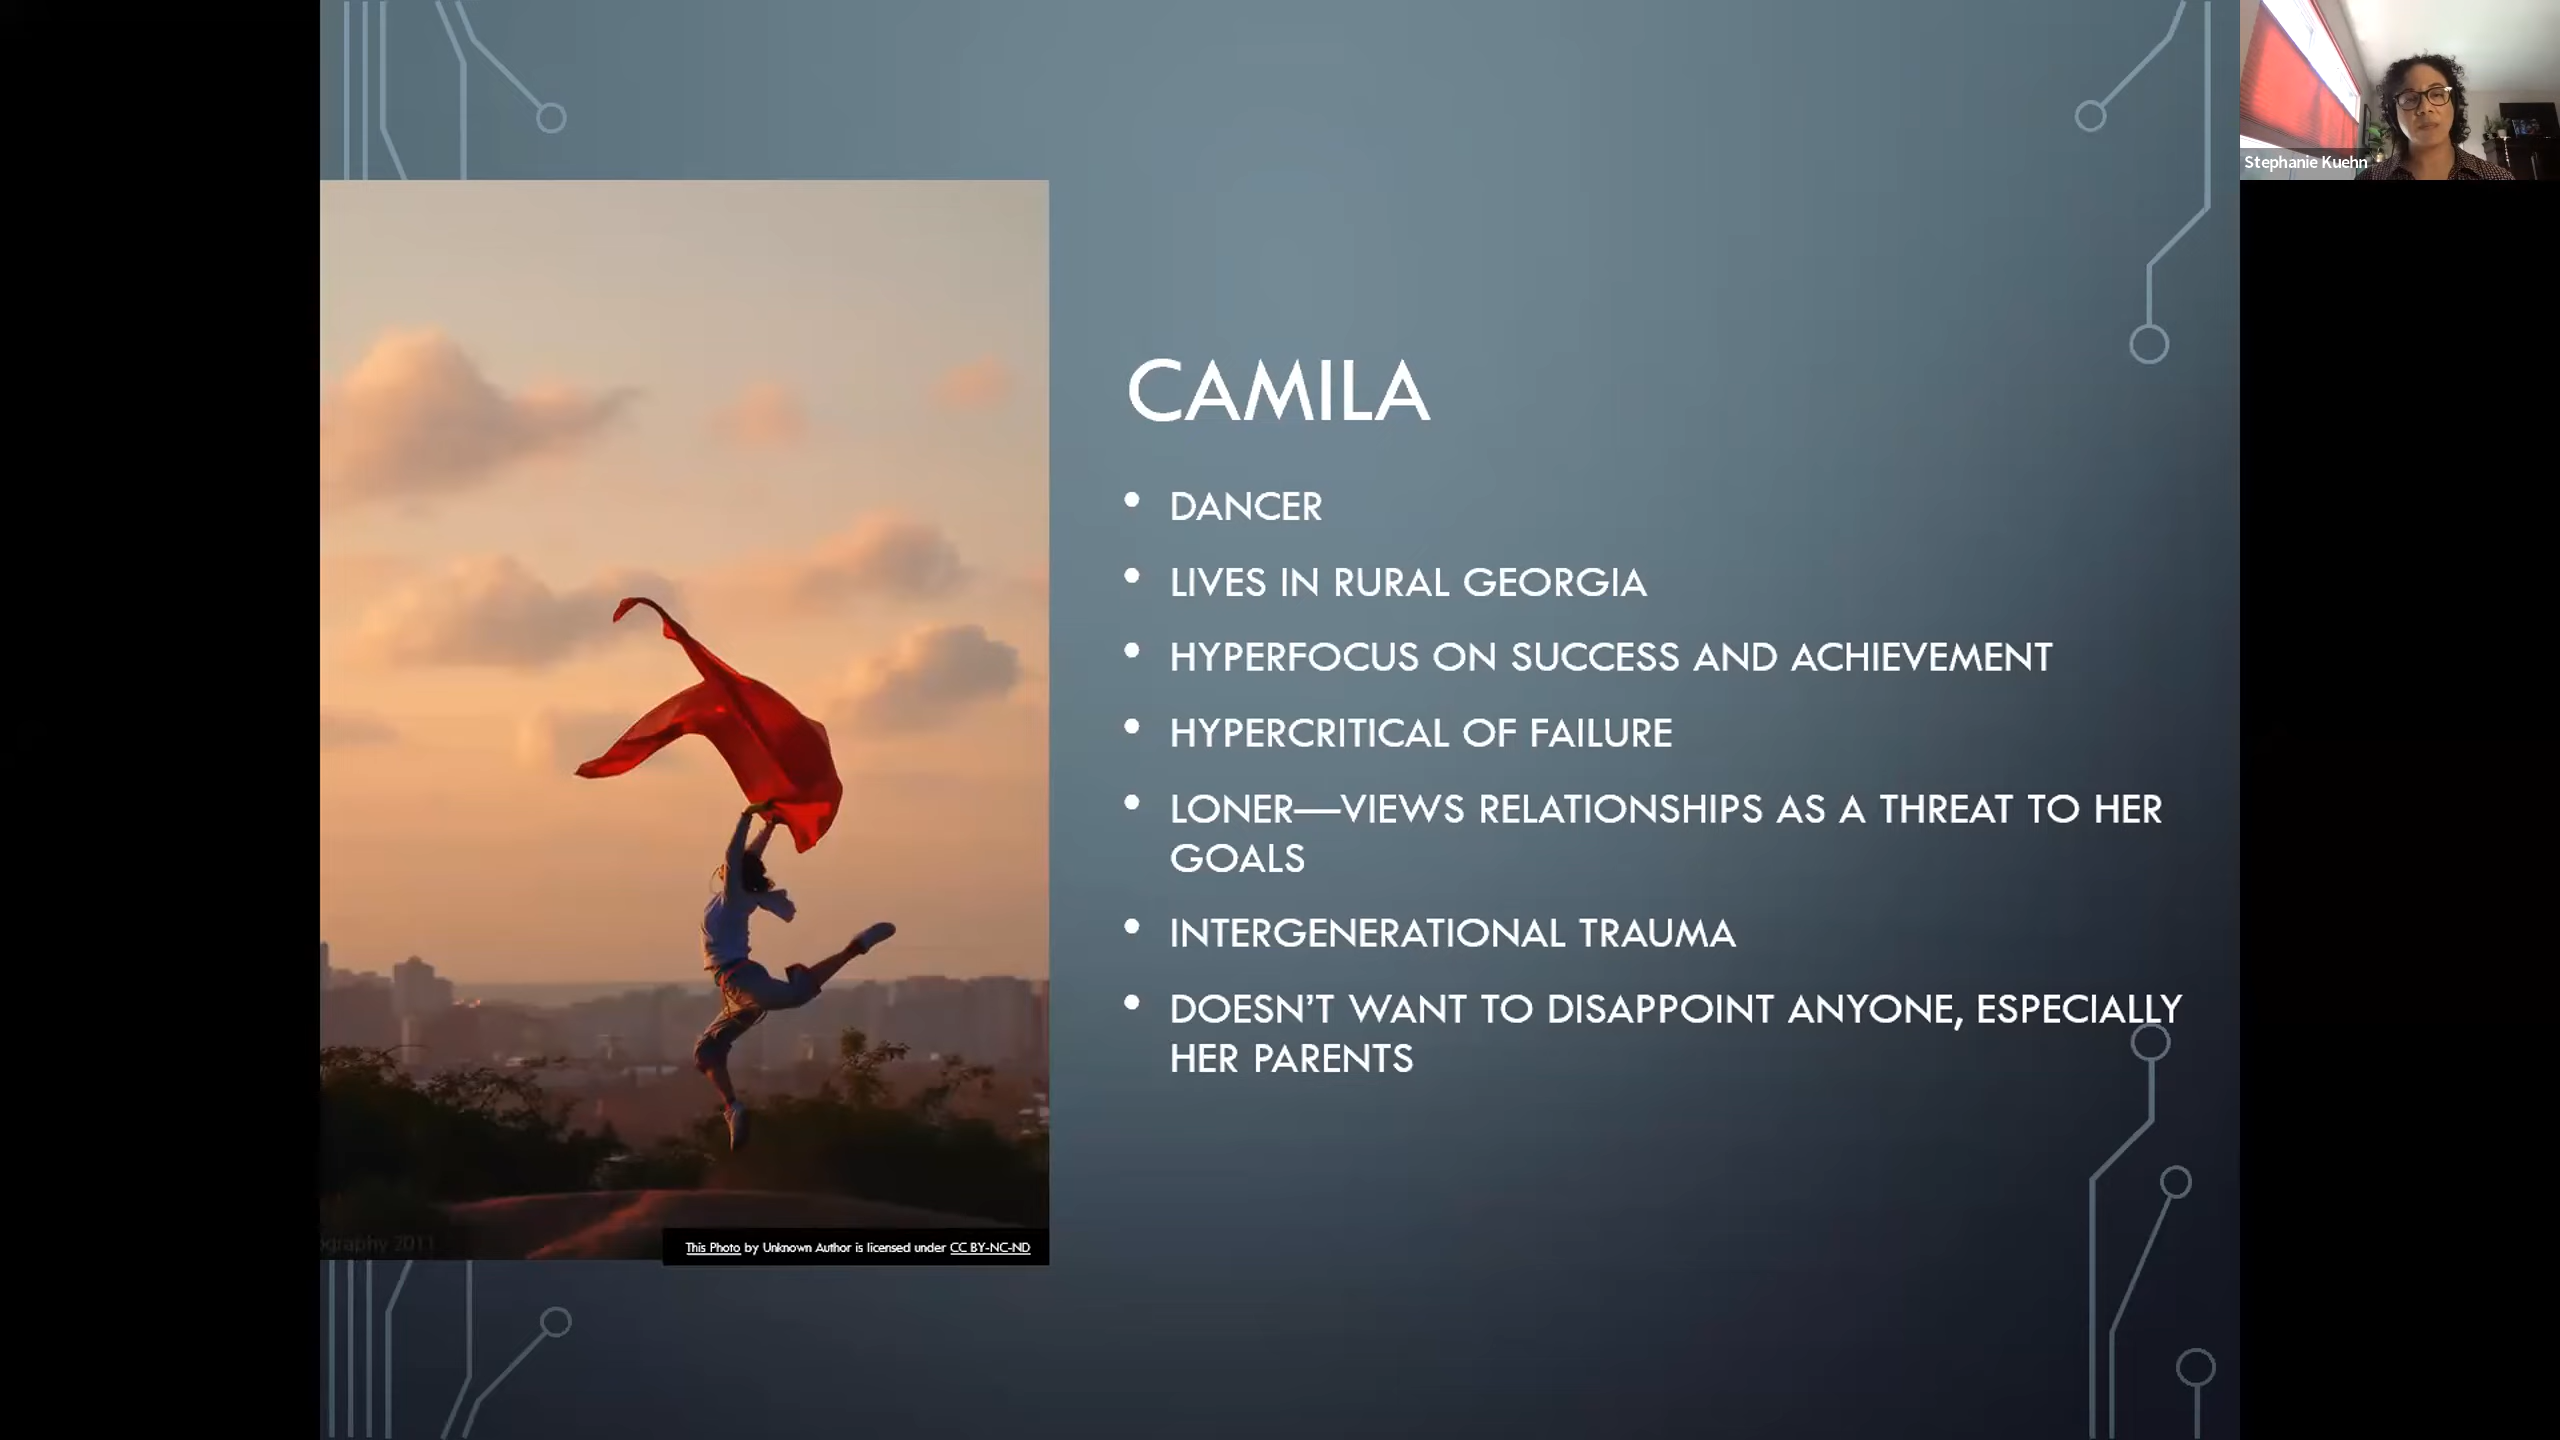 Stephanie Kuehn
CAMILA
• DANCER
• LIVES IN RURAL GEORGIA
• HYPERFOCUS ON SUCCESS AND ACHIEVEMENT
• HYPERCRITICAL OF FAILURE
• LONER—VIEWS RELATIONSHIPS AS A THREAT TO HER
GOALS
• INTERGENERATIONAL TRAUMA
• DOESN'T WANT TO DISAPPOINT ANYONE, ESPECIALLY
HER PARENTS
ography 2011
This Photo by Unknown Author is licensed under CC BY-NC-ND